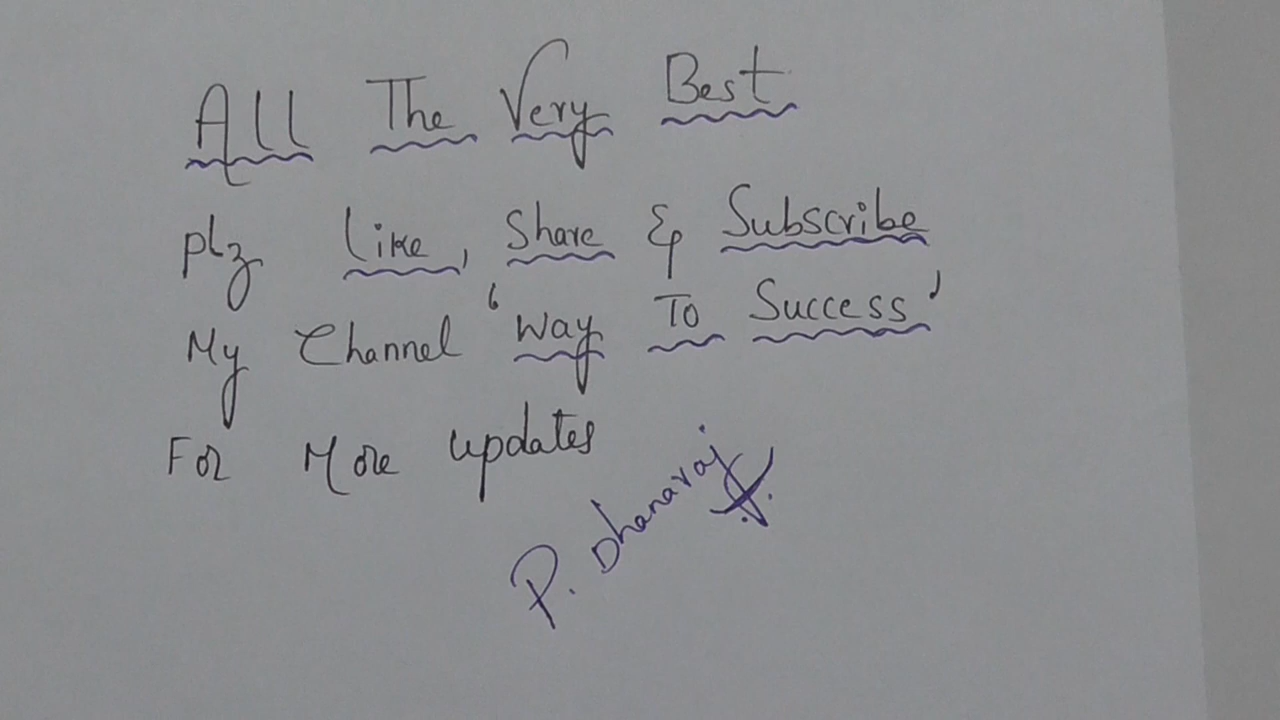 All The Very Best
plz Like, Share & Subscribe
My Channel 'Way To Success'
For More updates
P. Dhanaraj